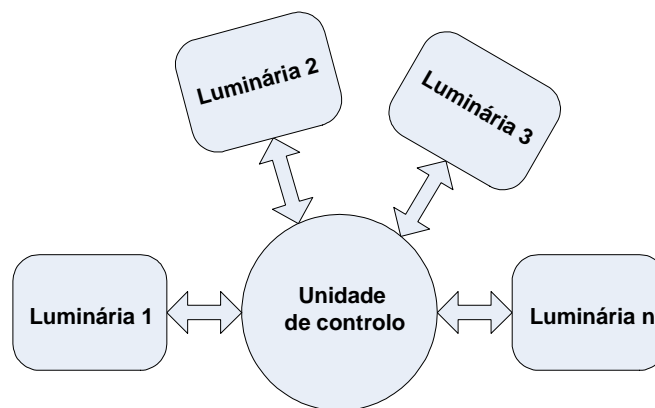 Luminária 2
Luminária 3
Luminária 1
Unidade
de controlo
Luminária n